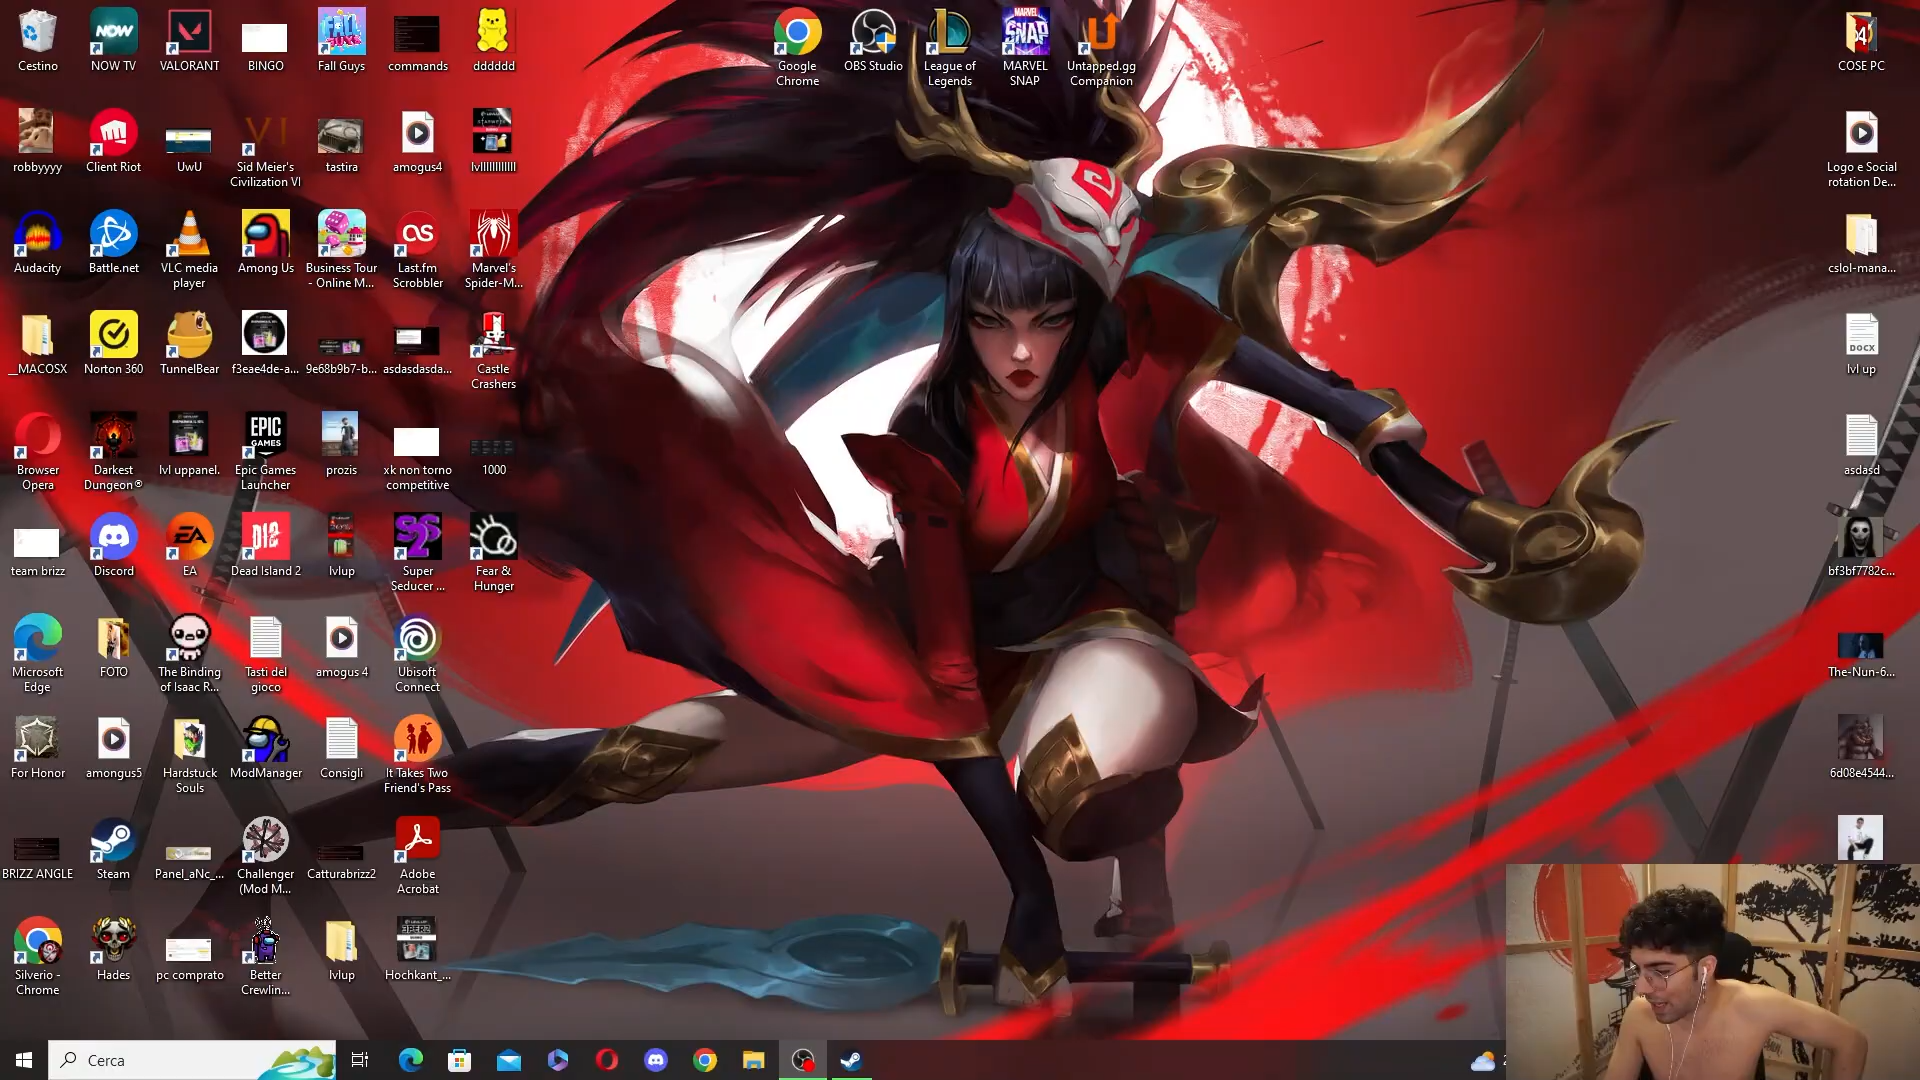 Cestino
NOW TV
VALORANT
BINGO
Fall Guys
commands
dddddd
Google
Chrome
OBS Studio
League of
Legends
MARVEL
SNAP
Untapped.gg
Companion
COSE PC
robbyyyy
Client Riot
UwU
Sid Meier's
Civilization VI
tastira
amogus4
Logo e Social
rotation De...
Audacity
Battle.net
VLC media
player
Among Us
Business Tour
- Online M...
Last.fm
Scrobbler
Marvel's
Spider-M...
cslol-mana...
__MACOSX
Norton 360
TunnelBear
f3eae4de-a...
9e68b9b7-b...
asdasdasda...
Castle
Crashers
DOCX
lvl up
Browser
Opera
Darkest
Dungeon®
lvl uppanel.
EPIC
GAMES
Epic Games
Launcher
prozis
xk non torno
competitive
1000
asdasd
team brizz
Discord
EA
Dead Island 2
lvlup
Super
Seducer ...
Fear &
Hunger
bf3bf7782c...
Microsoft
Edge
FOTO
The Binding
of Isaac R...
Tasti del
gioco
amogus 4
Ubisoft
Connect
The-Nun-6...
For Honor
amongus5
Hardstuck
Souls
ModManager
Consigli
It Takes Two
Friend's Pass
6d08e4544...
BRIZZ ANGLE
Steam
Panel_aNc_...
Challenger
(Mod M...
Catturabrizz2
Adobe
Acrobat
Silverio -
Chrome
Hades
pc comprato
Better
Crewlin...
lvlup
Hochkant_...
Cerca